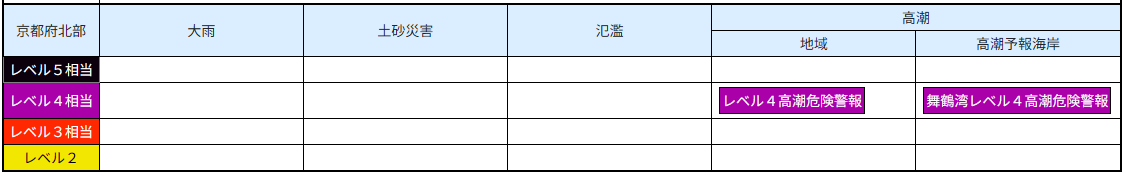 京都府北部
大雨
土砂災害
氾濫
高潮
地域
高潮予報海岸
レベル５相当
レベル４相当
レベル４高潮危険警報
舞鶴湾レベル４高潮危険警報
レベル３相当
レベル２